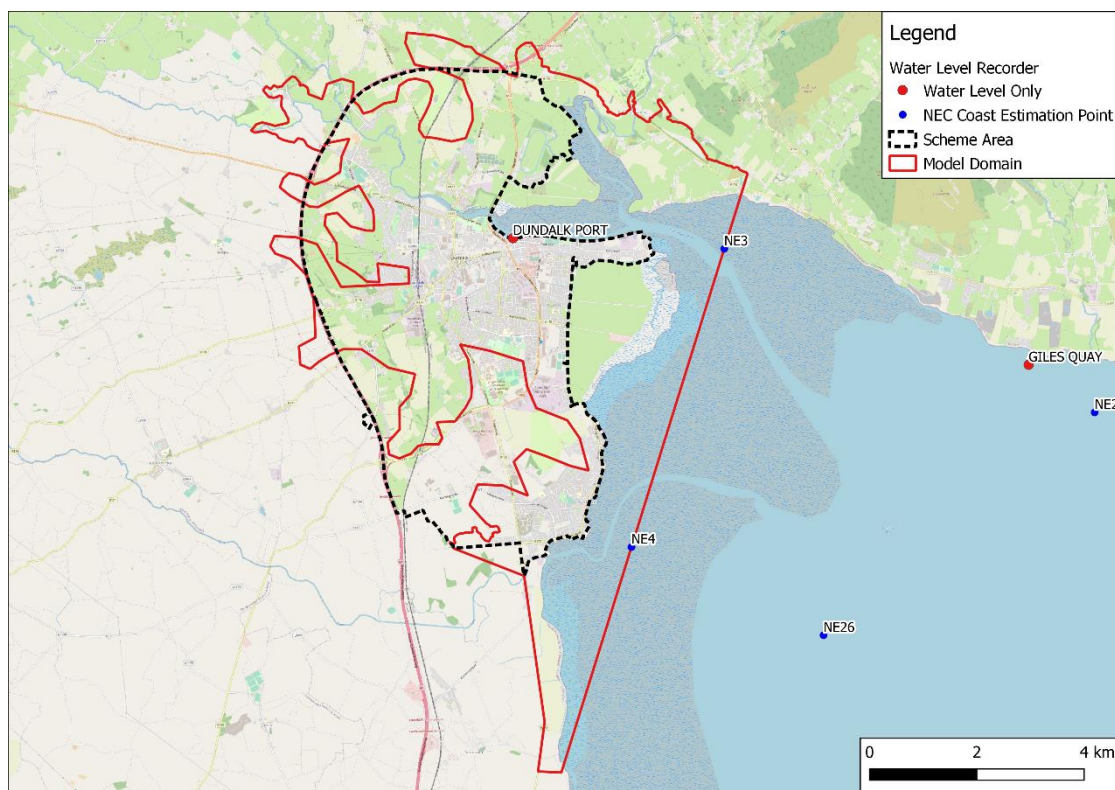 Legend
Water Level Recorder
Water Level Only
NEC Coast Estimation Point
Scheme Area
Model Domain
DUNDALK PORT
NE3
GILES QUAY
NE2
NE4
NE26
0 2 4 km